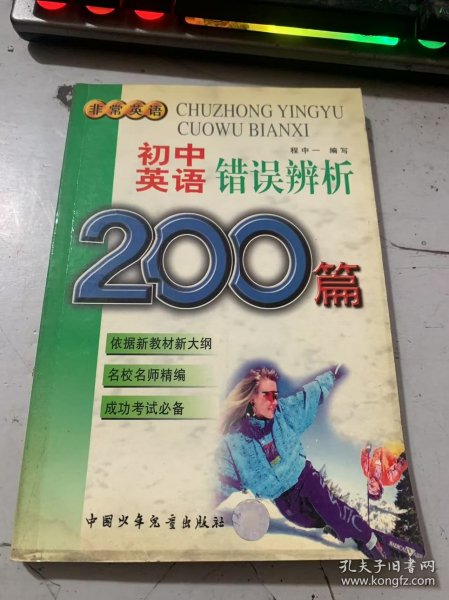 非常英语
CHUZHONG YINGYU
CUOWU BIANXI
程中一 编写
初中
英语
错误辨析
200篇
依据新教材新大纲
名校名师精编
成功考试必备
中国少年儿童出版社
孔夫子旧书网
www.kongfz.com